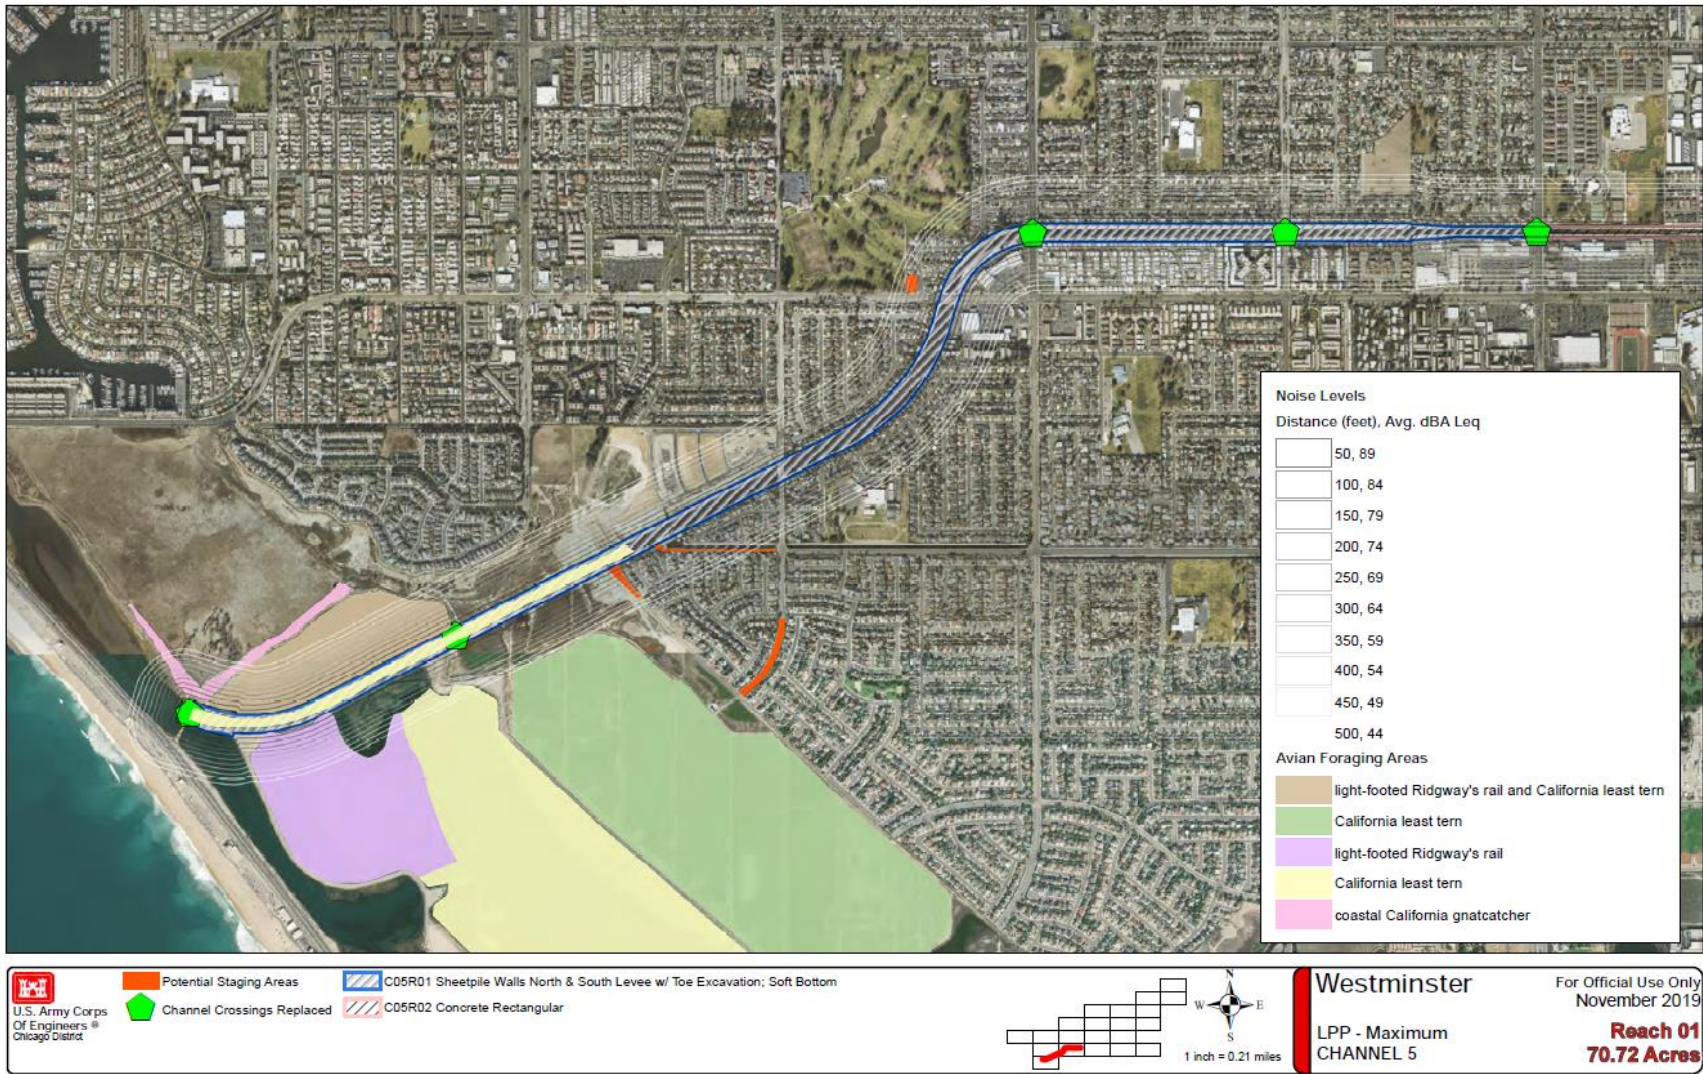 Noise Levels
Distance (feet), Avg. dBA Leq
50, 89
100, 84
150, 79
200, 74
250, 69
300, 64
350, 59
400, 54
450, 49
500, 44
Avian Foraging Areas
light-footed Ridgway's rail and California least tern
California least tern
light-footed Ridgway's rail
California least tern
coastal California gnatcatcher
U.S. Army Corps
Of Engineers ®
Chicago District
Potential Staging Areas
Channel Crossings Replaced
C05R01 Sheetpile Walls North & South Levee w/ Toe Excavation; Soft Bottom
C05R02 Concrete Rectangular
N
W E
S
1 inch = 0.21 miles
Westminster
LPP - Maximum
CHANNEL 5
For Official Use Only
November 2019
Reach 01
70.72 Acres